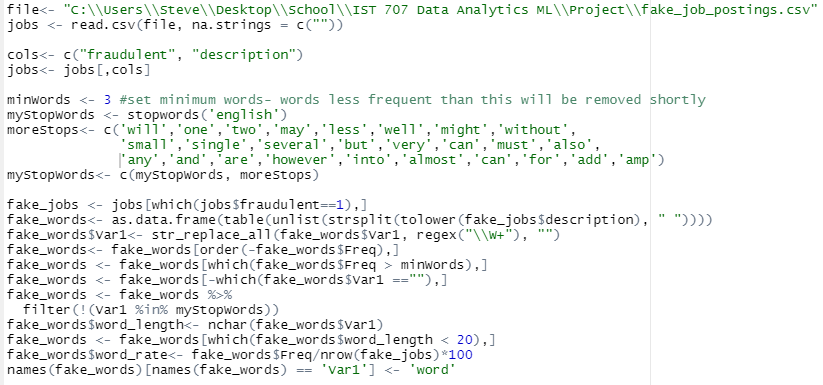 file<- "C:\\Users\\Steve\\Desktop\\School\\IST 707 Data Analytics ML\\Project\\fake_job_postings.csv"
jobs <- read.csv(file, na.strings = c(""))
cols<- c("fraudulent", "description")
jobs<- jobs[,cols]
minWords <- 3 #set minimum words- words less frequent than this will be removed shortly
myStopWords <- stopwords('english')
moreStops<- c('will','one','two','may','less','well','might','without',
'small','single','several','but','very','can','must','also',
'any','and','are','however','into','almost','can','for','add','amp')
myStopWords<- c(myStopWords, moreStops)
fake_jobs <- jobs[which(jobs$fraudulent==1),]
fake_words<- as.data.frame(table(unlist(strsplit(tolower(fake_jobs$description), " "))))
fake_words$Var1<- str_replace_all(fake_words$Var1, regex("\\W+"), "")
fake_words<- fake_words[order(-fake_words$Freq),]
fake_words <- fake_words[which(fake_words$Freq > minWords),]
fake_words <- fake_words[-which(fake_words$Var1 ==""),]
fake_words <- fake_words %>%
filter(!(Var1 %in% myStopWords))
fake_words$word_length<- nchar(fake_words$Var1)
fake_words <- fake_words[which(fake_words$word_length < 20),]
fake_words$word_rate<- fake_words$Freq/nrow(fake_jobs)*100
names(fake_words)[names(fake_words) == 'Var1'] <- 'word'